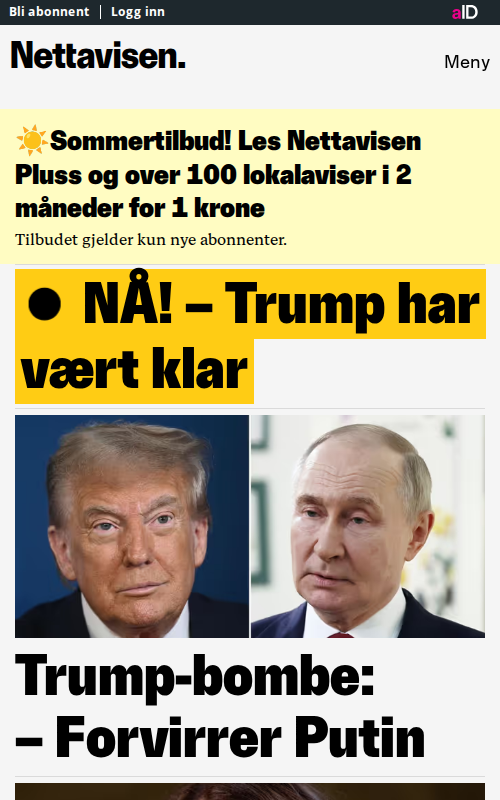 Bli abonnent
Logg inn
aID
Nettavisen.
Meny
☀️Sommertilbud! Les Nettavisen
Pluss og over 100 lokalaviser i 2
måneder for 1 krone
Tilbudet gjelder kun nye abonnenter.
● NÅ! – Trump har
vært klar
Trump-bombe:
– Forvirrer Putin